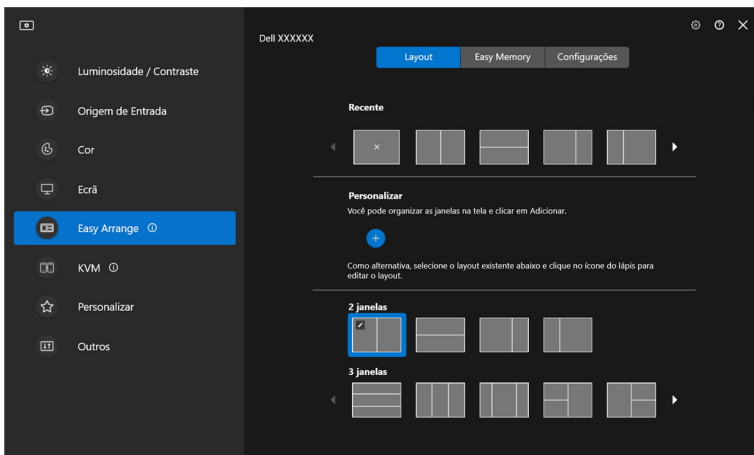 Dell XXXXXX
Layout
Easy Memory
Configurações
Luminosidade / Contraste
Origem de Entrada
Cor
Ecrã
Easy Arrange
KVM
Personalizar
Outros
Recente
Personalizar
Você pode organizar as janelas na tela e clicar em Adicionar.
Como alternativa, selecione o layout existente abaixo e clique no ícone do lápis para
editar o layout.
2 janelas
3 janelas